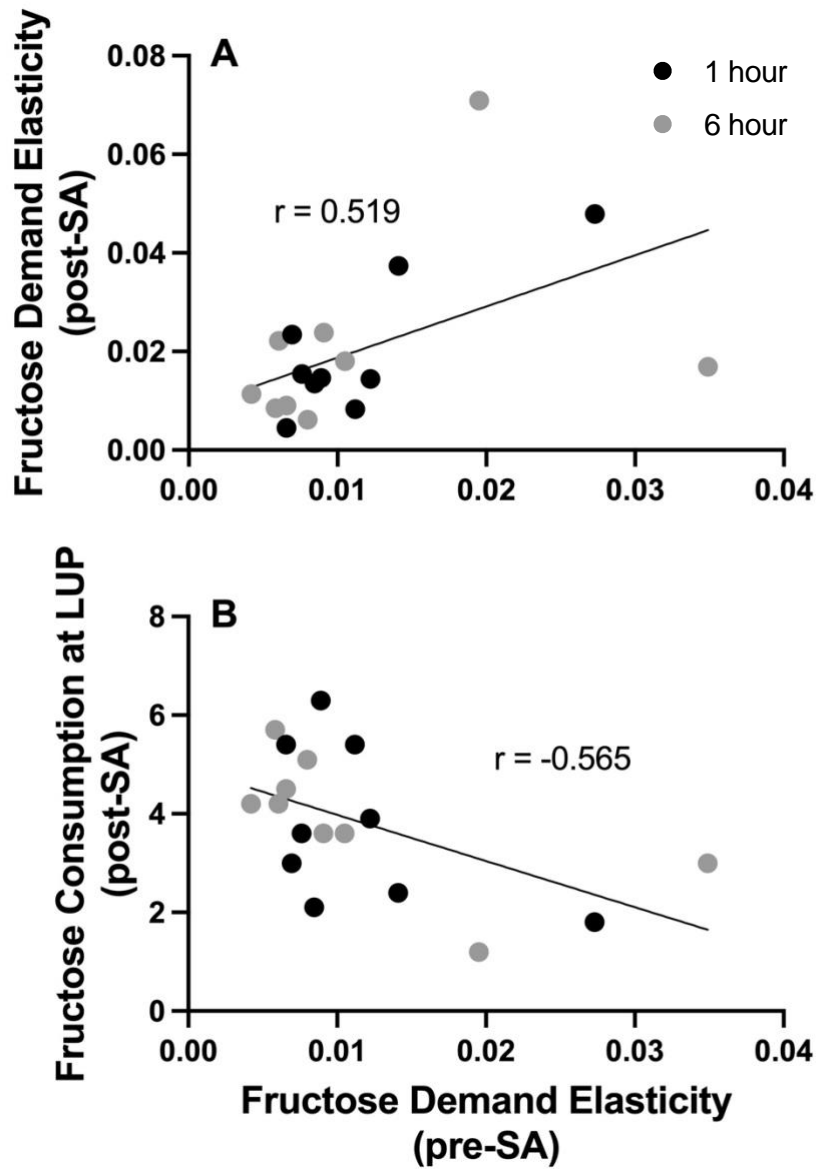 A
1 hour
6 hour
r = 0.519
Fructose Demand Elasticity
(post-SA)
0.08
0.06
0.04
0.02
0.00
0.00 0.01 0.02 0.03 0.04
B
r = -0.565
Fructose Consumption at LUP
(post-SA)
8
6
4
2
0
0.00 0.01 0.02 0.03 0.04
Fructose Demand Elasticity
(pre-SA)